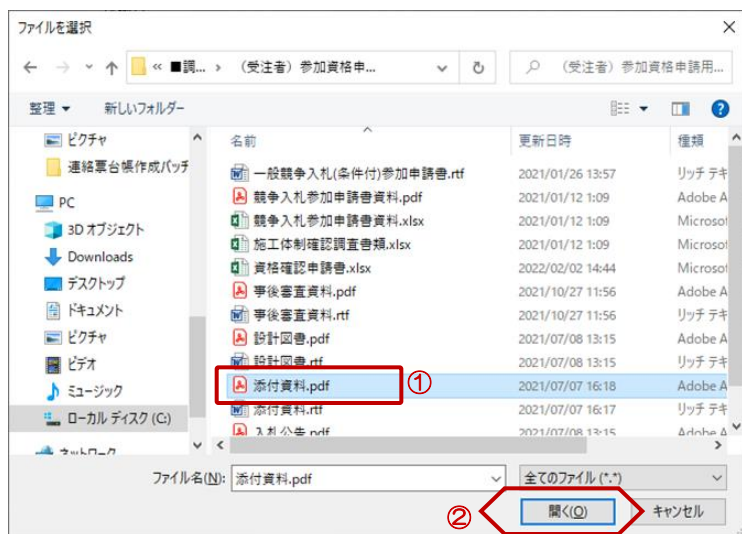 ファイルを選択
« ■調... › （受注者）参加資格申...
（受注者）参加資格申請用...
整理 ▼ 新しいフォルダー
ピクチャ
連絡票台帳作成バッチ
PC
3D オブジェクト
Downloads
デスクトップ
ドキュメント
ピクチャ
ビデオ
ミュージック
ローカル ディスク (C:)
ネットワーク
名前 更新日時 種類
一般競争入札(条件付)参加申請書.rtf 2021/01/26 13:57 リッチ テキ
競争入札参加申請書資料.pdf 2021/01/12 1:09 Adobe A
競争入札参加申請書資料.xlsx 2021/01/12 1:09 Microsof
施工体制確認調査書類.xlsx 2021/01/12 1:09 Microsof
資格確認申請書.xlsx 2022/02/02 14:44 Microsof
事後審査資料.pdf 2021/10/27 11:56 Adobe A
事後審査資料.rtf 2021/10/27 11:56 リッチ テキ
設計図書.pdf 2021/07/08 13:15 Adobe A
設計図書.rtf 2021/07/08 13:15 リッチ テキ
添付資料.pdf ① 2021/07/07 16:18 Adobe A
添付資料.rtf 2021/07/07 16:17 リッチ テキ
入札公告.pdf 2021/07/08 13:15 Adobe A
ファイル名(N): 添付資料.pdf 全てのファイル (*.*)
② 開く(O) キャンセル